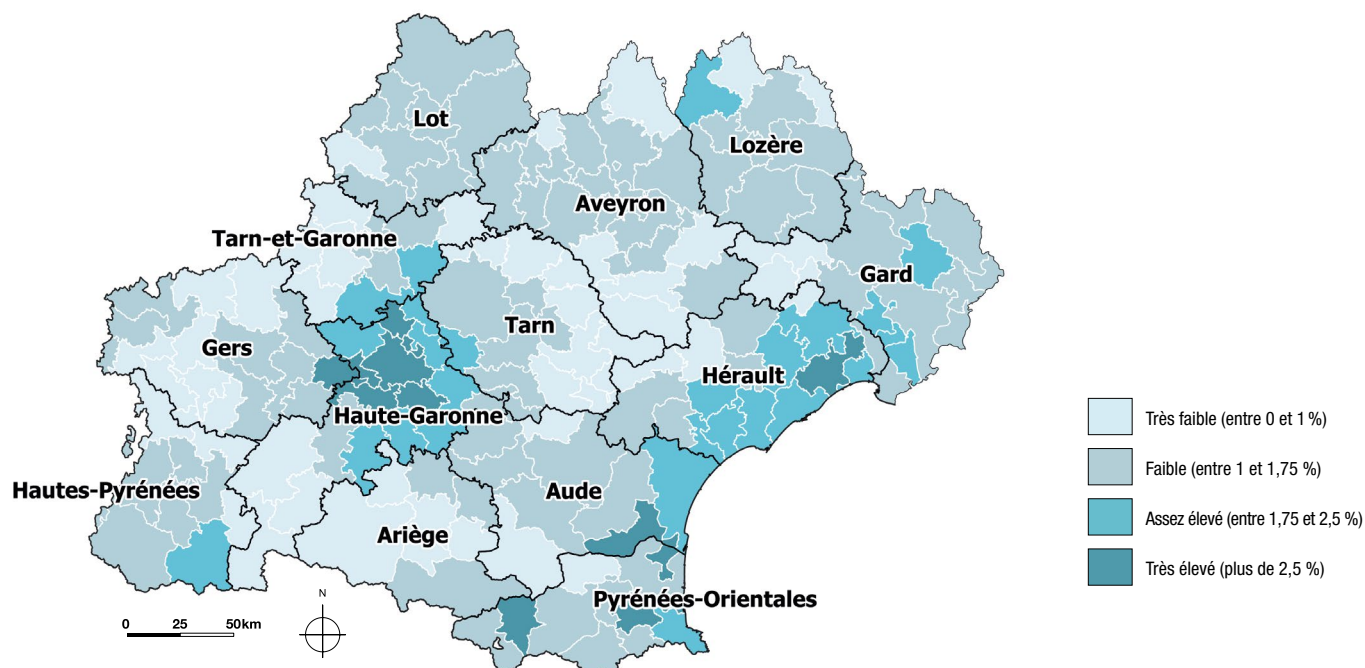 Lot
Lozère
Aveyron
Tarn-et-Garonne
Gard
Tarn
Gers
Hérault
Haute-Garonne
Très faible (entre 0 et 1 %)
Faible (entre 1 et 1,75 %)
Hautes-Pyrénées
Aude
Assez élevé (entre 1,75 et 2,5 %)
Ariège
Très élevé (plus de 2,5 %)
N
Pyrénées-Orientales
0 25 50km